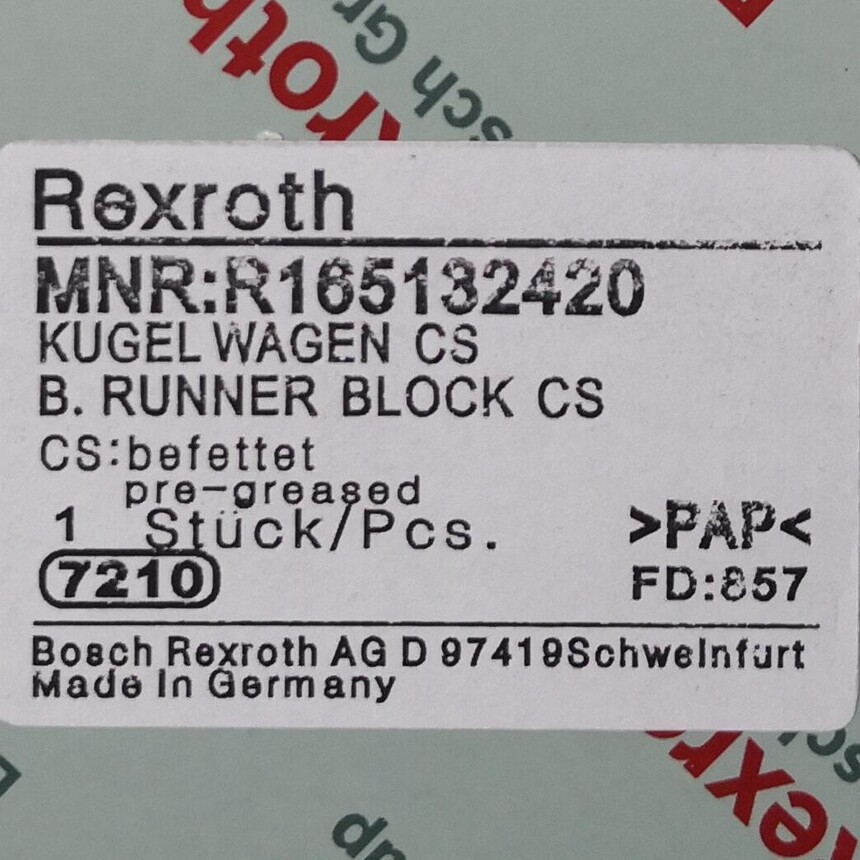 Rexroth
MNR:R165132420
KUGEL WAGEN CS
B. RUNNER BLOCK CS
CS:befettet
pre-greased
1 Stück/Pcs.
>PAP<
7210
FD:857
Bosch Rexroth AG D 97419Schweinfurt
Made in Germany